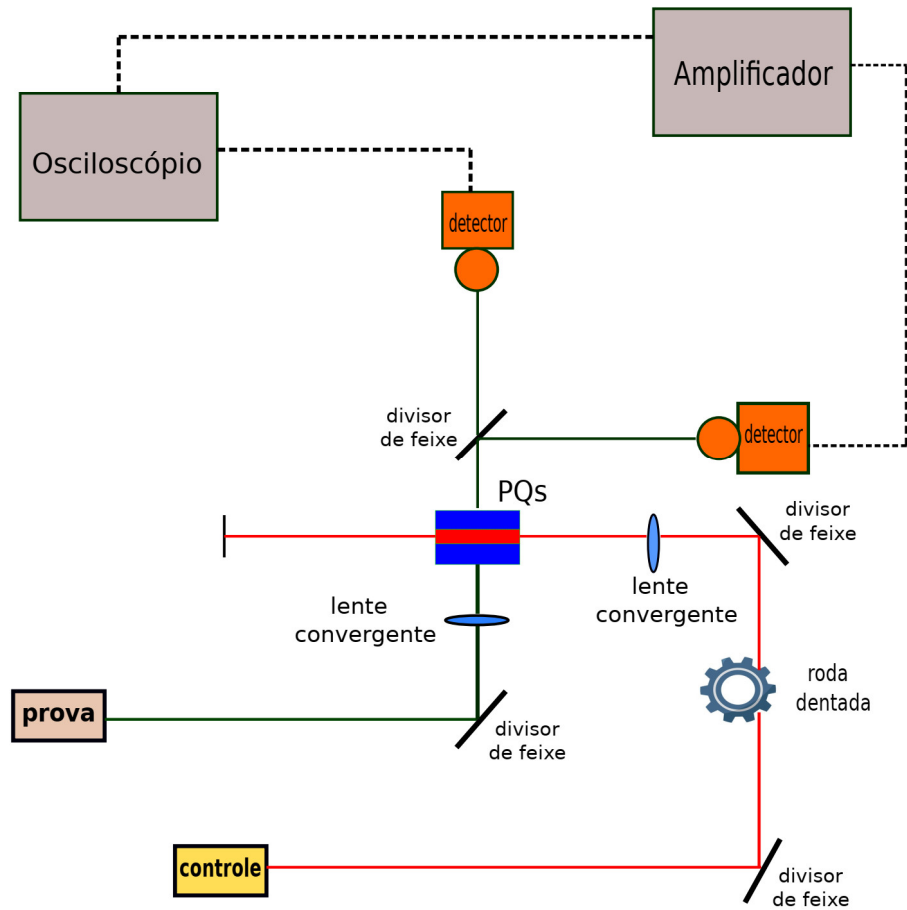 Amplificador
Osciloscópio
detector
divisor
de feixe
detector
PQs
divisor
de feixe
lente
convergente
lente
convergente
roda
dentada
prova
divisor
de feixe
controle
divisor
de feixe